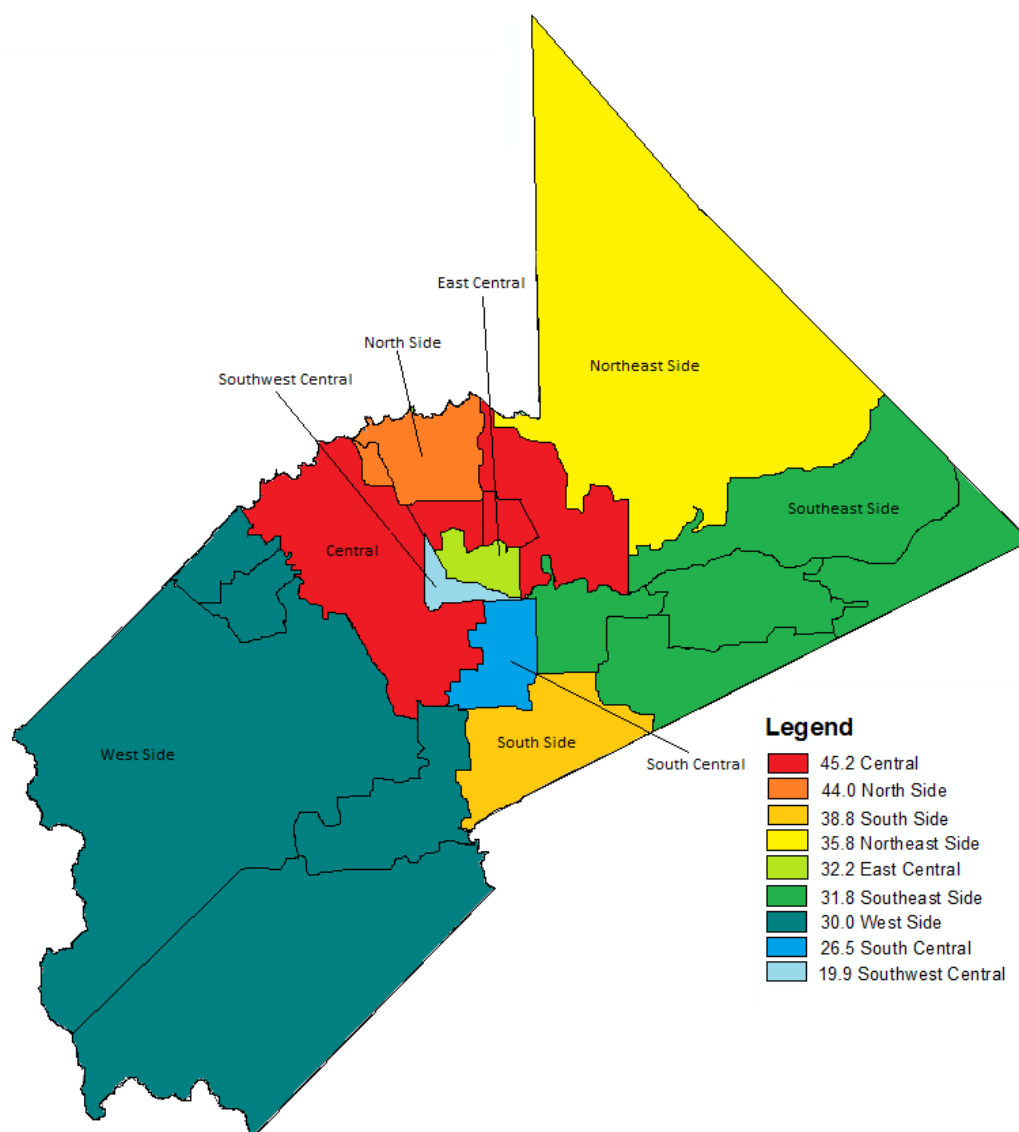 East Central
North Side
Northeast Side
Southwest Central
Southeast Side
Central
West Side
South Side
South Central
Legend
45.2 Central
44.0 North Side
38.8 South Side
35.8 Northeast Side
32.2 East Central
31.8 Southeast Side
30.0 West Side
26.5 South Central
19.9 Southwest Central